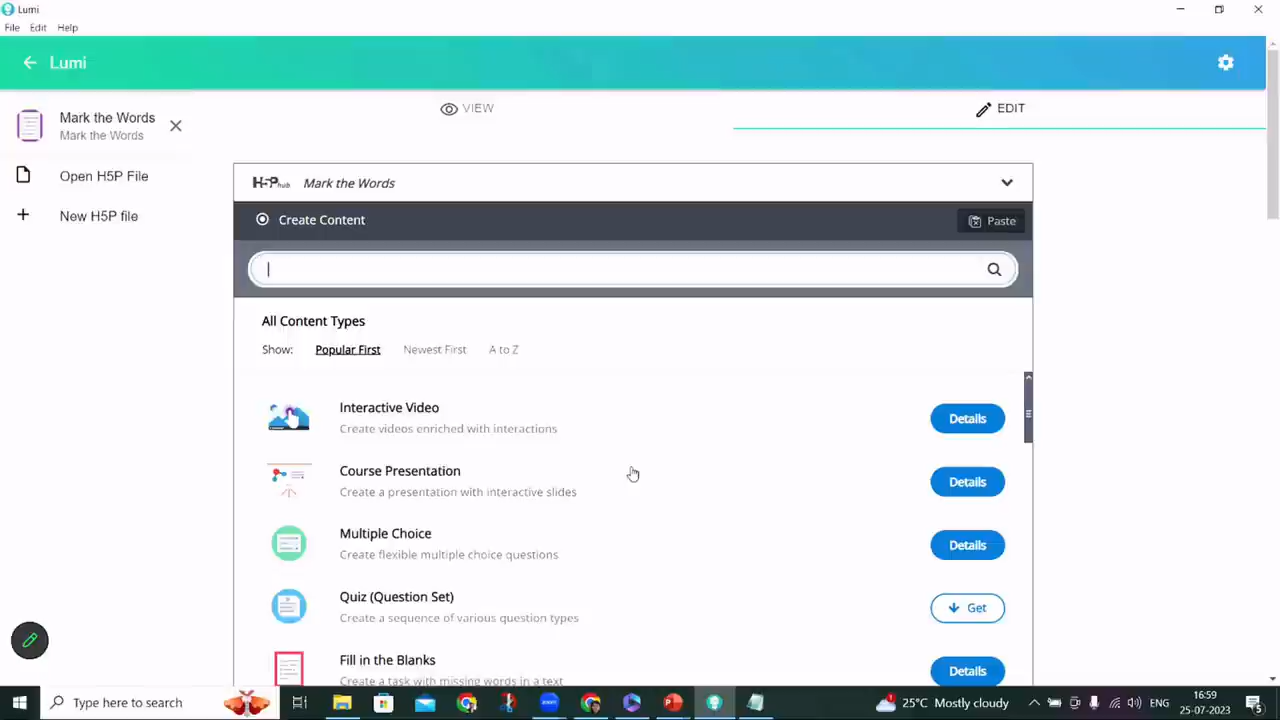 Lumi
File Edit Help
Lumi
Mark the Words
Mark the Words
Open H5P File
New H5P file
VIEW
EDIT
H5P hub Mark the Words
Create Content
Paste
All Content Types
Show: Popular First Newest First A to Z
Interactive Video
Create videos enriched with interactions
Details
Course Presentation
Create a presentation with interactive slides
Details
Multiple Choice
Create flexible multiple choice questions
Details
Quiz (Question Set)
Create a sequence of various question types
Get
Fill in the Blanks
Create a task with missing words in a text
Details
Type here to search
zoom
25°C Mostly cloudy
ENG
16:59
25-07-2023
5